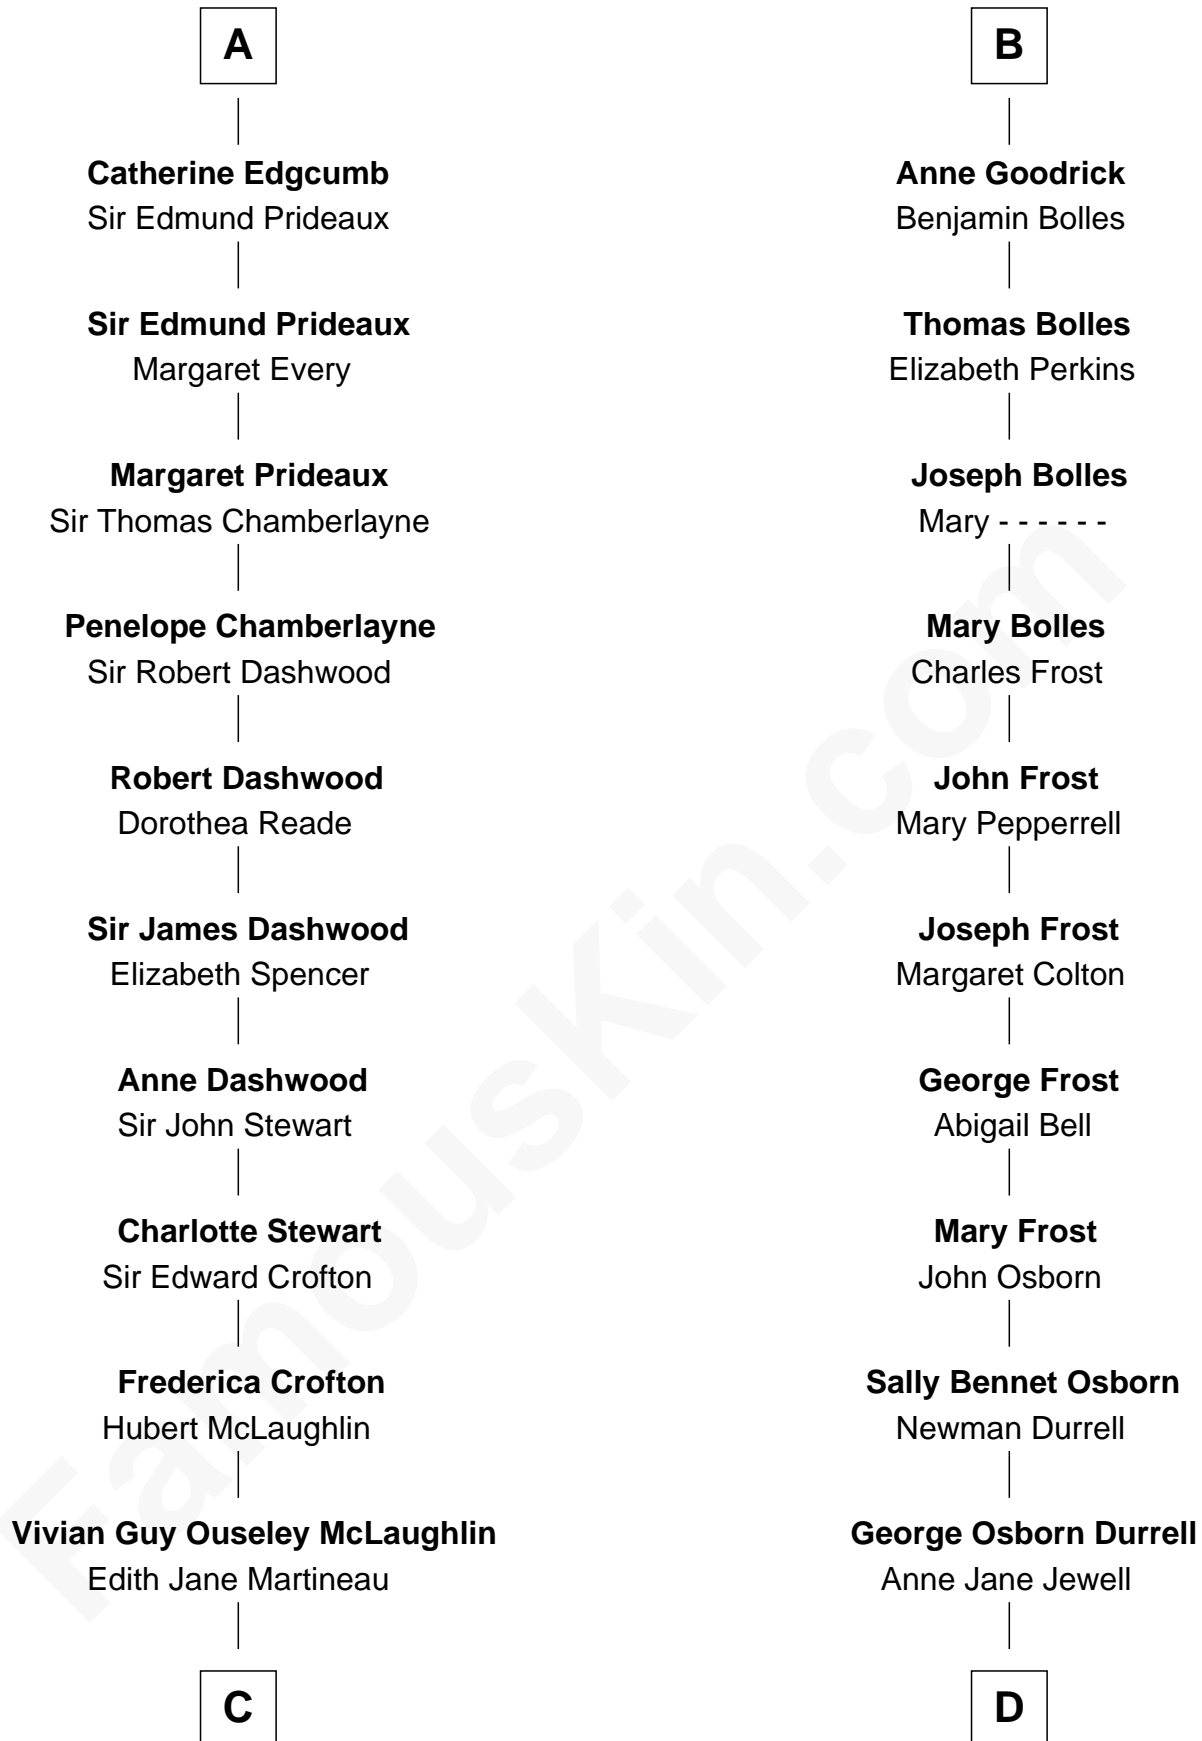 A
Catherine Edgcumb
Sir Edmund Prideaux
Sir Edmund Prideaux
Margaret Every
Margaret Prideaux
Sir Thomas Chamberlayne
Penelope Chamberlayne
Sir Robert Dashwood
Robert Dashwood
Dorothea Reade
Sir James Dashwood
Elizabeth Spencer
Anne Dashwood
Sir John Stewart
Charlotte Stewart
Sir Edward Crofton
Frederica Crofton
Hubert McLaughlin
Vivian Guy Ouseley McLaughlin
Edith Jane Martineau
C
B
Anne Goodrick
Benjamin Bolles
Thomas Bolles
Elizabeth Perkins
Joseph Bolles
Mary - - - - - -
Mary Bolles
Charles Frost
John Frost
Mary Pepperrell
Joseph Frost
Margaret Colton
George Frost
Abigail Bell
Mary Frost
John Osborn
Sally Bennet Osborn
Newman Durrell
George Osborn Durrell
Anne Jane Jewell
D
FamousKin.com